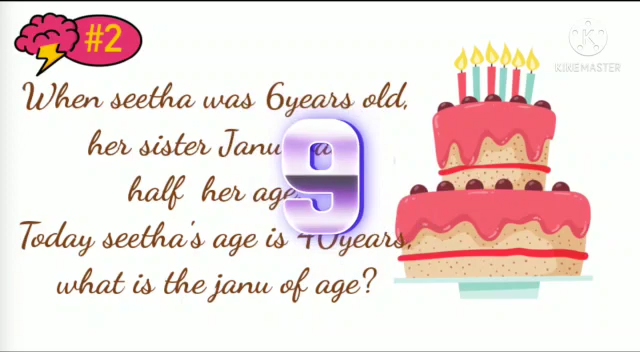 #2
KINEMASTER
When seetha was 6years old,
her sister Janu
half her age
9
Today seetha's age is 40years,
what is the janu of age?